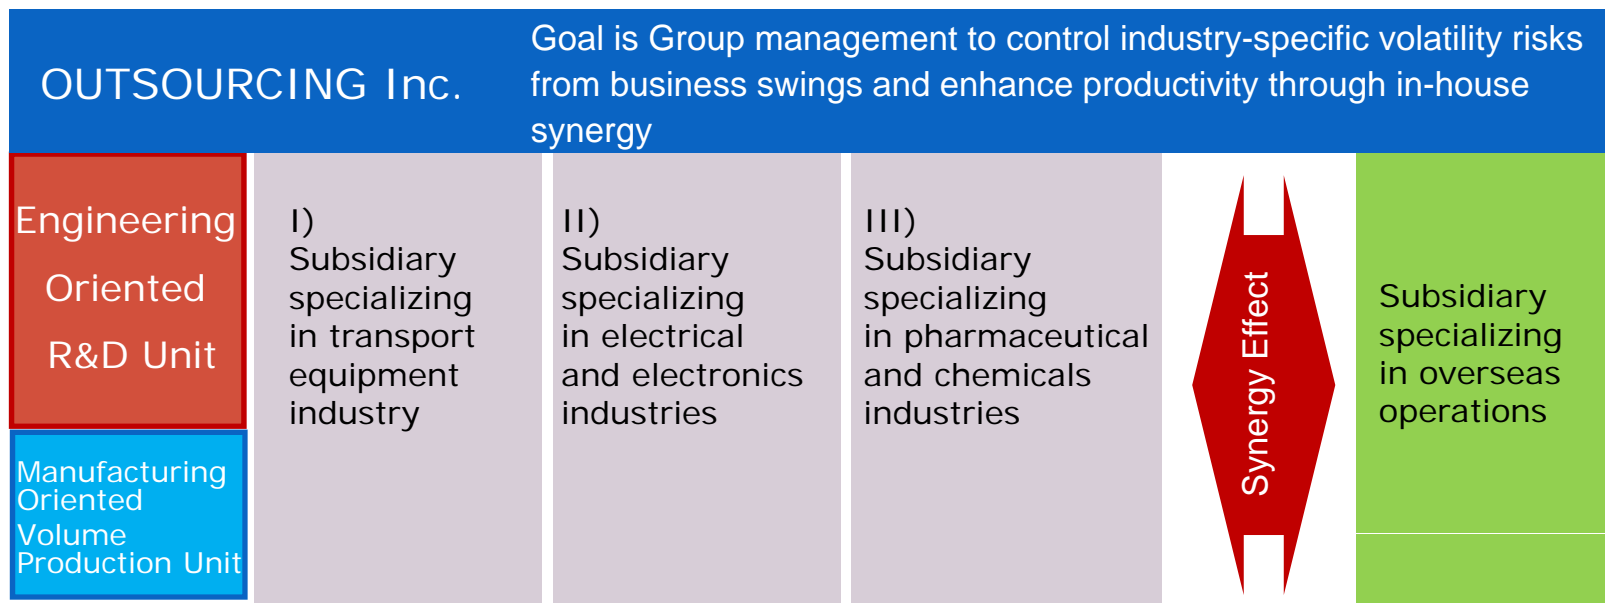 OUTSOURCING Inc.
Goal is Group management to control industry-specific volatility risks
from business swings and enhance productivity through in-house
synergy
Engineering
Oriented
R&D Unit
Manufacturing
Oriented
Volume
Production Unit
I)
Subsidiary
specializing
in transport
equipment
industry
II)
Subsidiary
specializing
in electrical
and electronics
industries
III)
Subsidiary
specializing
in pharmaceutical
and chemicals
industries
Synergy Effect
Subsidiary
specializing
in overseas
operations